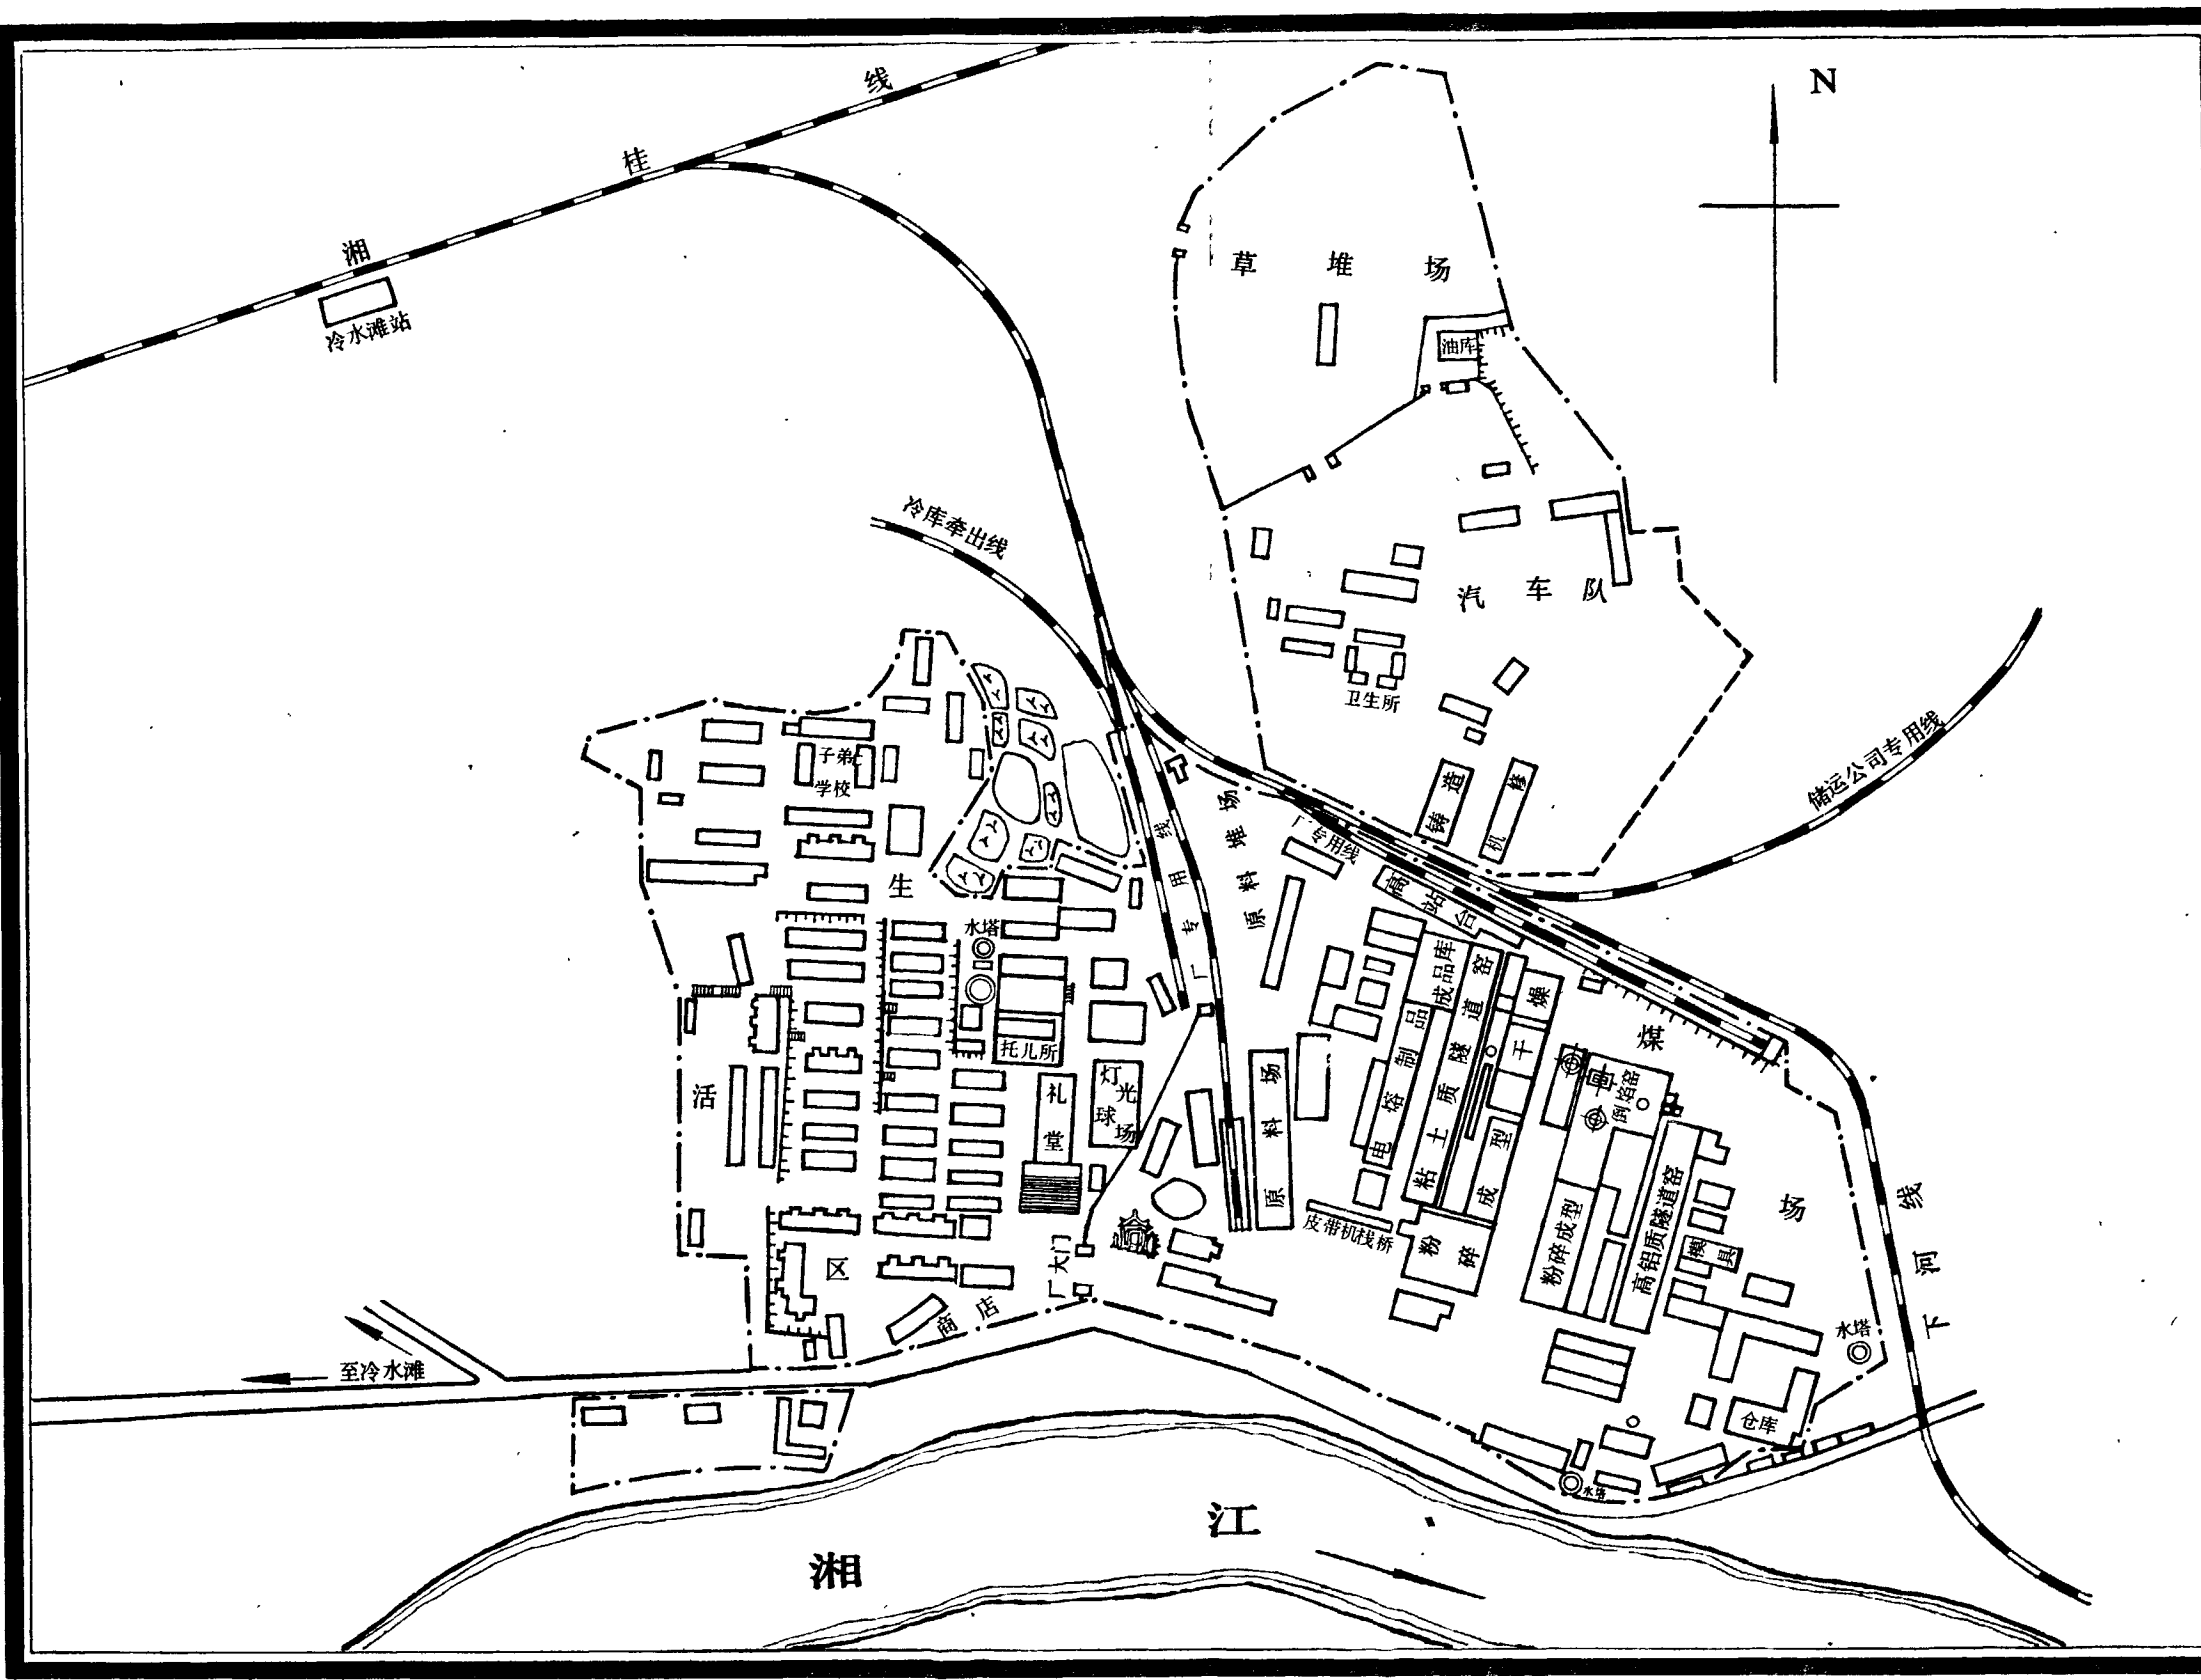 N
湘桂线
冷水滩站
草堆场
油库
冷库牵出线
汽车队
卫生所
储运公司专用线
子弟
学校
铸造
机修
原料堆场
厂专用线
厂专用线
高站台
生活区
水塔
托儿所
灯光
球场
礼堂
成品库
电熔制品
粘土质隧道窑
干燥
成型
煤场
倒焰窑
原料场
皮带机栈桥
粉碎
粉碎成型
高铝质隧道窑
模具
下河线
水塔
厂大门
商店
至冷水滩
仓库
水塔
湘江